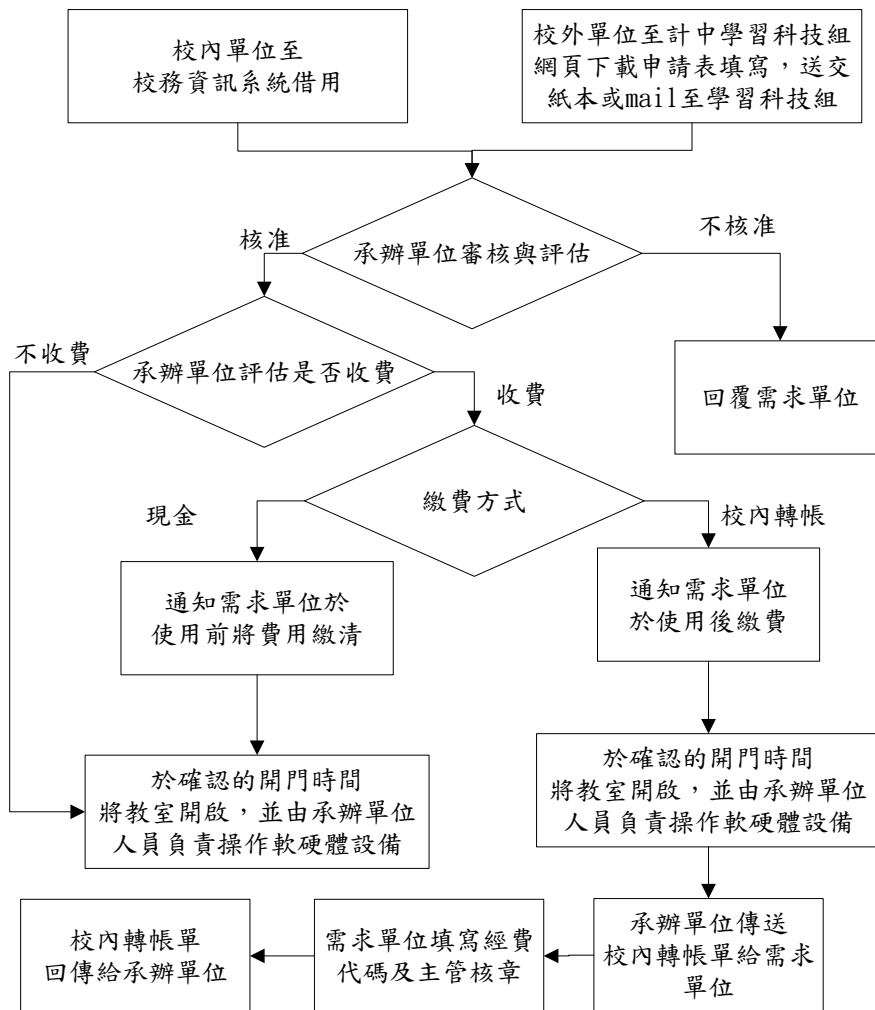 校內單位至
校務資訊系統借用
校外單位至計中學習科技組
網頁下載申請表填寫，送交
紙本或mail至學習科技組
核准
承辦單位審核與評估
不核准
不收費
承辦單位評估是否收費
收費
回覆需求單位
現金
繳費方式
校內轉帳
通知需求單位於
使用前將費用繳清
通知需求單位
於使用後繳費
於確認的開門時間
將教室開啟，並由承辦單位
人員負責操作軟硬體設備
於確認的開門時間
將教室開啟，並由承辦單位
人員負責操作軟硬體設備
校內轉帳單
回傳給承辦單位
需求單位填寫經費
代碼及主管核章
承辦單位傳送
校內轉帳單給需求
單位